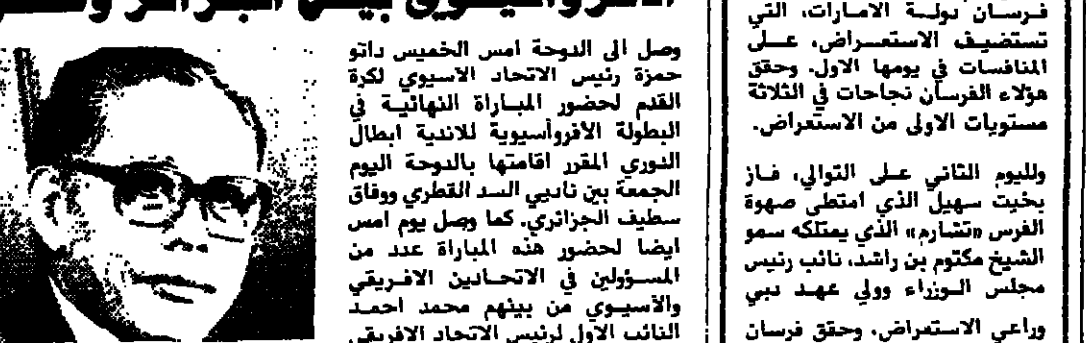 فرسان دولة الامارات، التي
تستضيف الاستعراض، على
المنافسات في يومها الاول. وحقق
هؤلاء الفرسان نجاحات في الثلاثة
مستويات الاولى من الاستعراض.
ولليوم الثاني على التوالي، فاز
بخيت سهيل الذي امتطى صهوة
الفرس «تشارم» الذي يمتلكه سمو
الشيخ مكتوم بن راشد، نائب رئيس
مجلس الوزراء وولي عهد دبي
وراعي الاستعراض. وحقق فرسان
الافروآسيوي بين الجزائر
وصل الى الدوحة امس الخميس داتو
حمزة رئيس الاتحاد الآسيوي لكرة
القدم لحضور المباراة النهائية في
البطولة الأفروآسيوية للاندية ابطال
الدوري المقرر اقامتها بالدوحة اليوم
الجمعة بين ناديي السد القطري ووفاق
سطيف الجزائري. كما وصل يوم امس
ايضا لحضور هذه المباراة عدد من
المسؤولين في الاتحادين الافريقي
والآسيوي من بينهم محمد احمد
النائب الاول لرئيس الاتحاد الافريقي